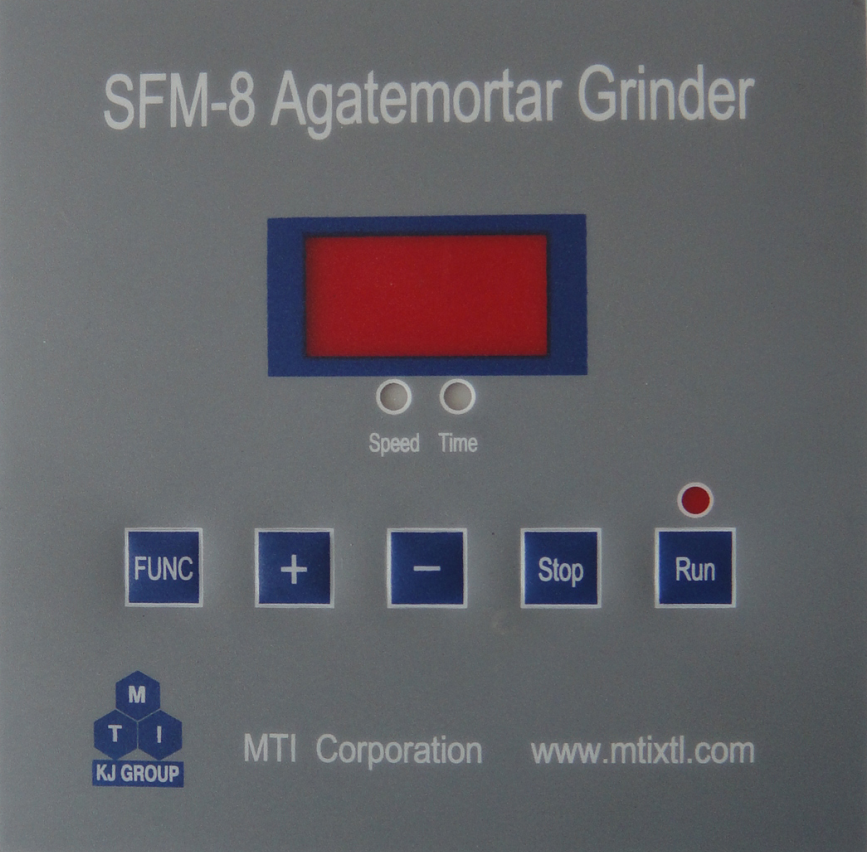 SFM-8 Agatemortar Grinder
Speed Time
FUNC + − Stop Run
M
T I
KJ GROUP
MTI Corporation www.mtixtl.com